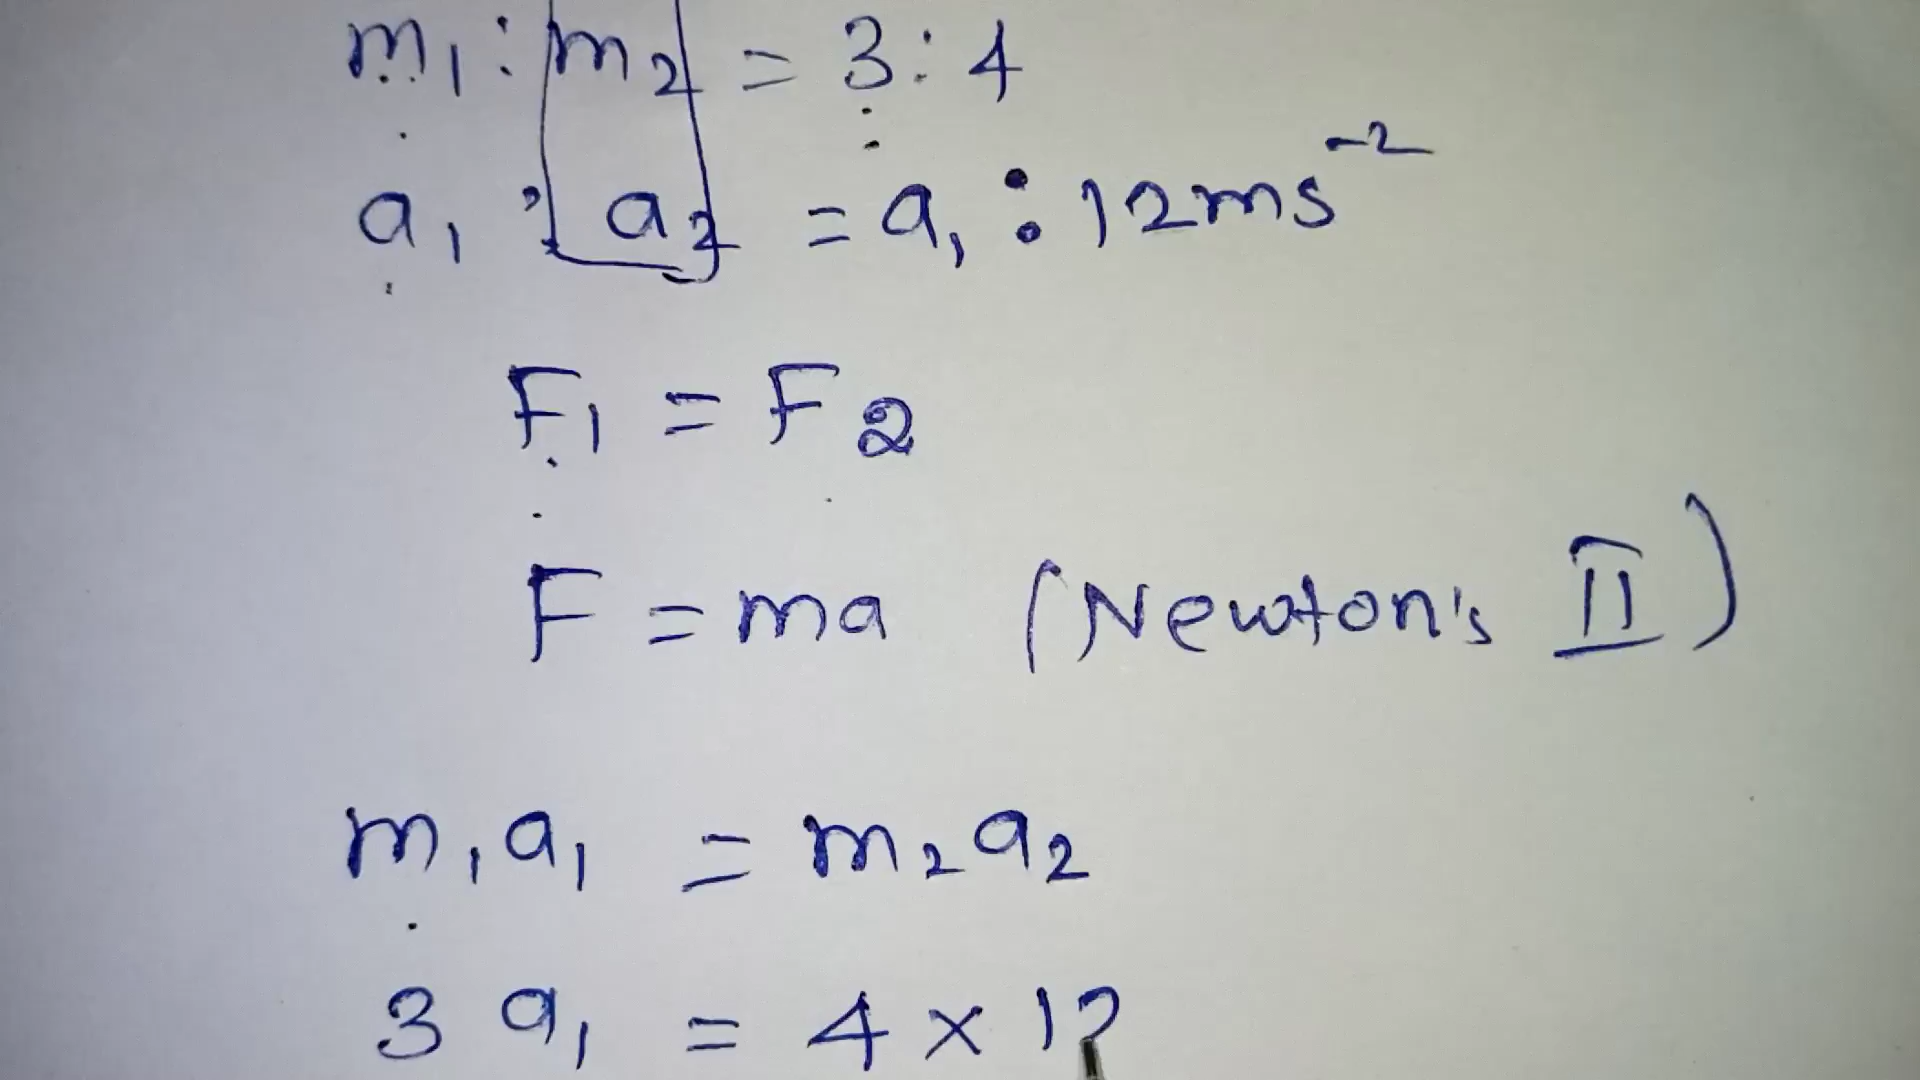 m₁ : m₂ = 3 : 4
a₁ : a₂ = a₁ : 12ms⁻²
F₁ = F₂
F = ma (Newton's II)
m₁a₁ = m₂a₂
3 a₁ = 4 × 12